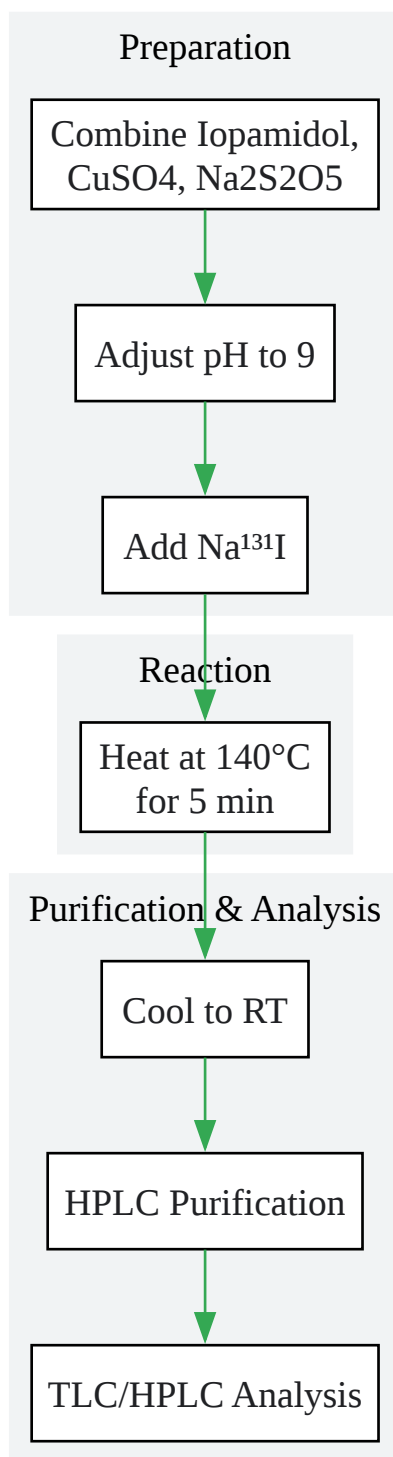 Preparation
Combine Iopamidol,
CuSO4, Na2S2O5
Adjust pH to 9
Add Na¹³¹I
Reaction
Heat at 140°C
for 5 min
Purification & Analysis
Cool to RT
HPLC Purification
TLC/HPLC Analysis